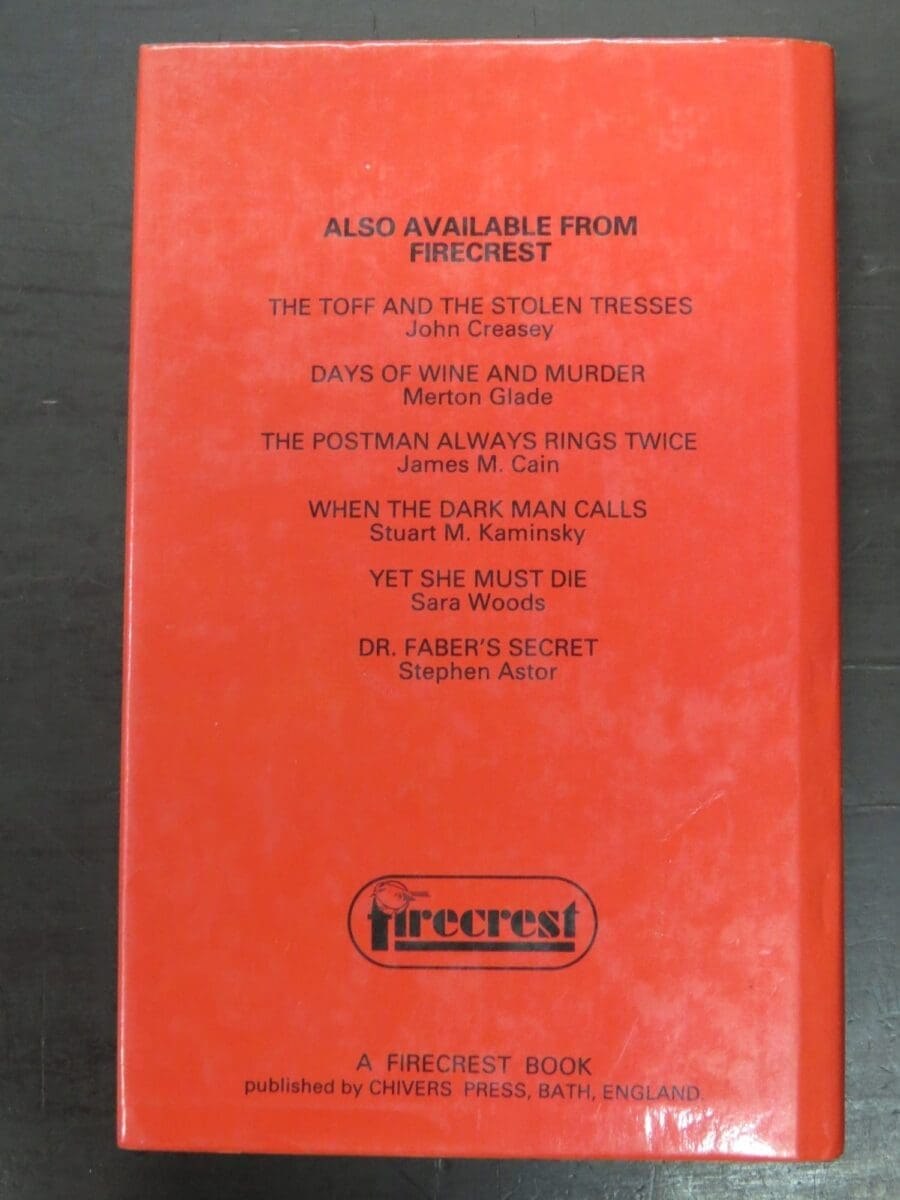 ALSO AVAILABLE FROM
FIRECREST
THE TOFF AND THE STOLEN TRESSES
John Creasey
DAYS OF WINE AND MURDER
Merton Glade
THE POSTMAN ALWAYS RINGS TWICE
James M. Cain
WHEN THE DARK MAN CALLS
Stuart M. Kaminsky
YET SHE MUST DIE
Sara Woods
DR. FABER'S SECRET
Stephen Astor
firecrest
A FIRECREST BOOK
published by CHIVERS PRESS, BATH, ENGLAND.